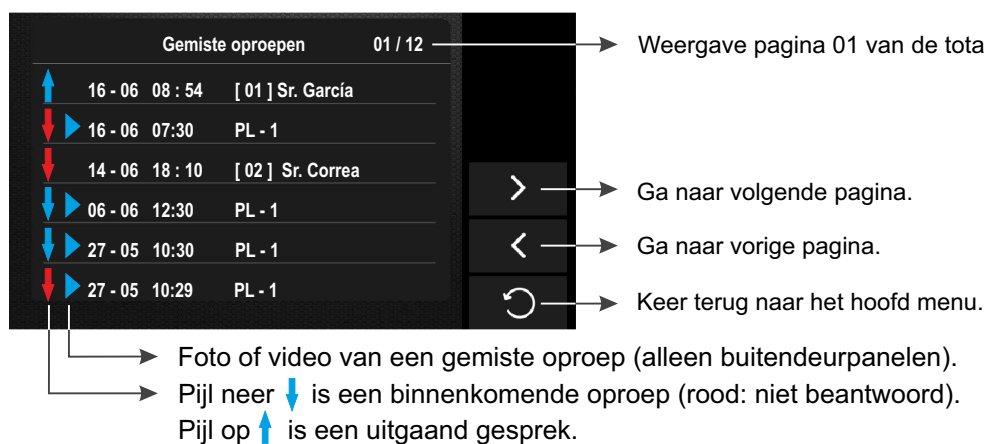 Gemiste oproepen 01 / 12
Weergave pagina 01 van de tota
16 - 06 08 : 54 [ 01 ] Sr. García
16 - 06 07:30 PL - 1
14 - 06 18 : 10 [ 02 ] Sr. Correa
06 - 06 12:30 PL - 1
27 - 05 10:30 PL - 1
27 - 05 10:29 PL - 1
Ga naar volgende pagina.
Ga naar vorige pagina.
Keer terug naar het hoofd menu.
Foto of video van een gemiste oproep (alleen buitendeurpanelen).
Pijl neer is een binnenkomende oproep (rood: niet beantwoord).
Pijl op is een uitgaand gesprek.